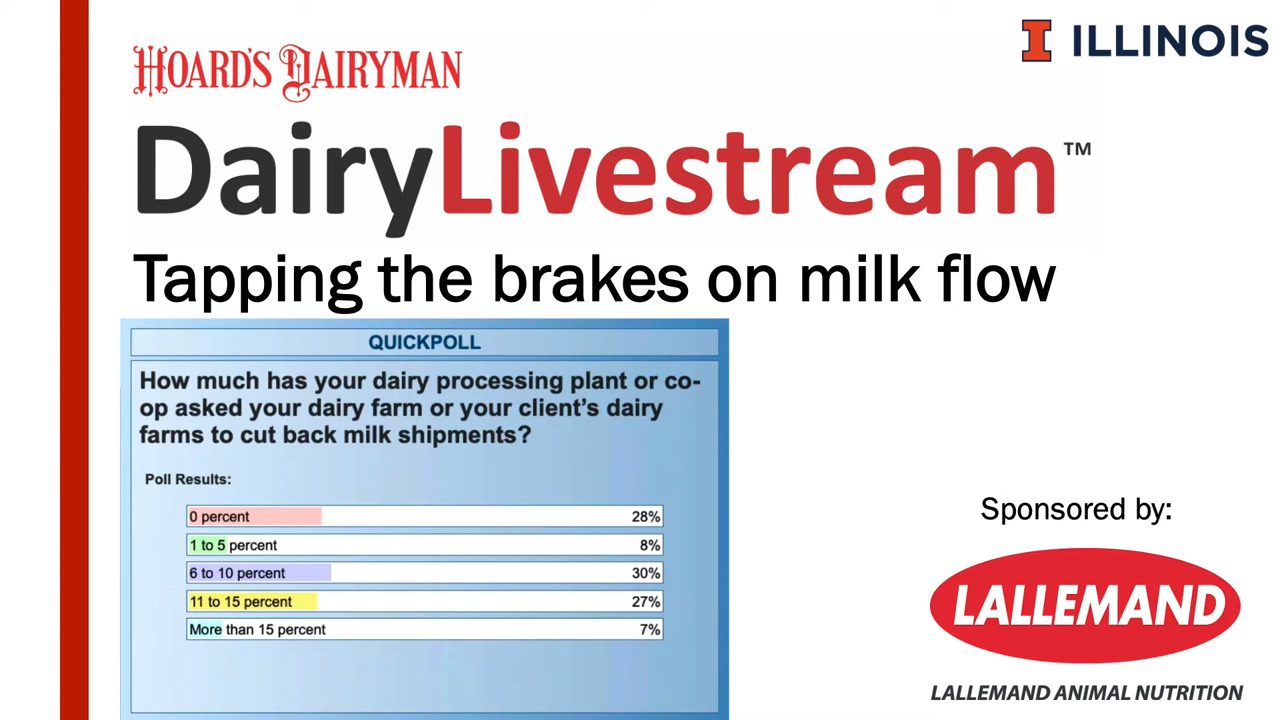 I ILLINOIS
HOARD'S DAIRYMAN
DairyLivestream™
Tapping the brakes on milk flow
QUICKPOLL
How much has your dairy processing plant or co-
op asked your dairy farm or your client's dairy
farms to cut back milk shipments?
Poll Results:
0 percent 28%
1 to 5 percent 8%
6 to 10 percent 30%
11 to 15 percent 27%
More than 15 percent 7%
Sponsored by:
LALLEMAND
LALLEMAND ANIMAL NUTRITION